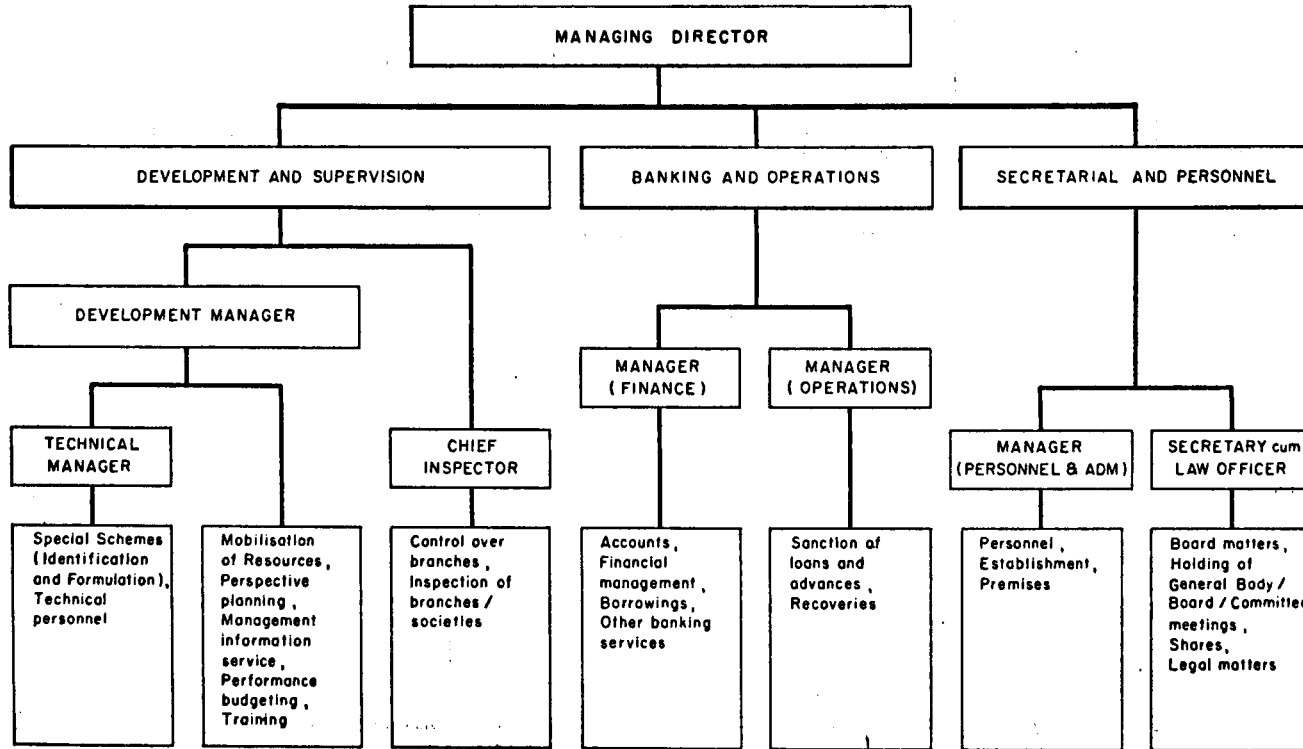 MANAGING DIRECTOR
DEVELOPMENT AND SUPERVISION
BANKING AND OPERATIONS
SECRETARIAL AND PERSONNEL
DEVELOPMENT MANAGER
MANAGER
(FINANCE)
MANAGER
(OPERATIONS)
TECHNICAL
MANAGER
CHIEF
INSPECTOR
MANAGER
(PERSONNEL & ADM)
SECRETARY cum
LAW OFFICER
Special Schemes
(Identification
and Formulation),
Technical
personnel
Mobilisation
of Resources,
Perspective
planning,
Management
information
service,
Performance
budgeting,
Training
Control over
branches,
Inspection of
branches/
societies
Accounts,
Financial
management,
Borrowings,
Other banking
services
Sanction of
loans and
advances,
Recoveries
Personnel,
Establishment,
Premises
Board matters,
Holding of
General Body/
Board/Committee
meetings,
Shares,
Legal matters